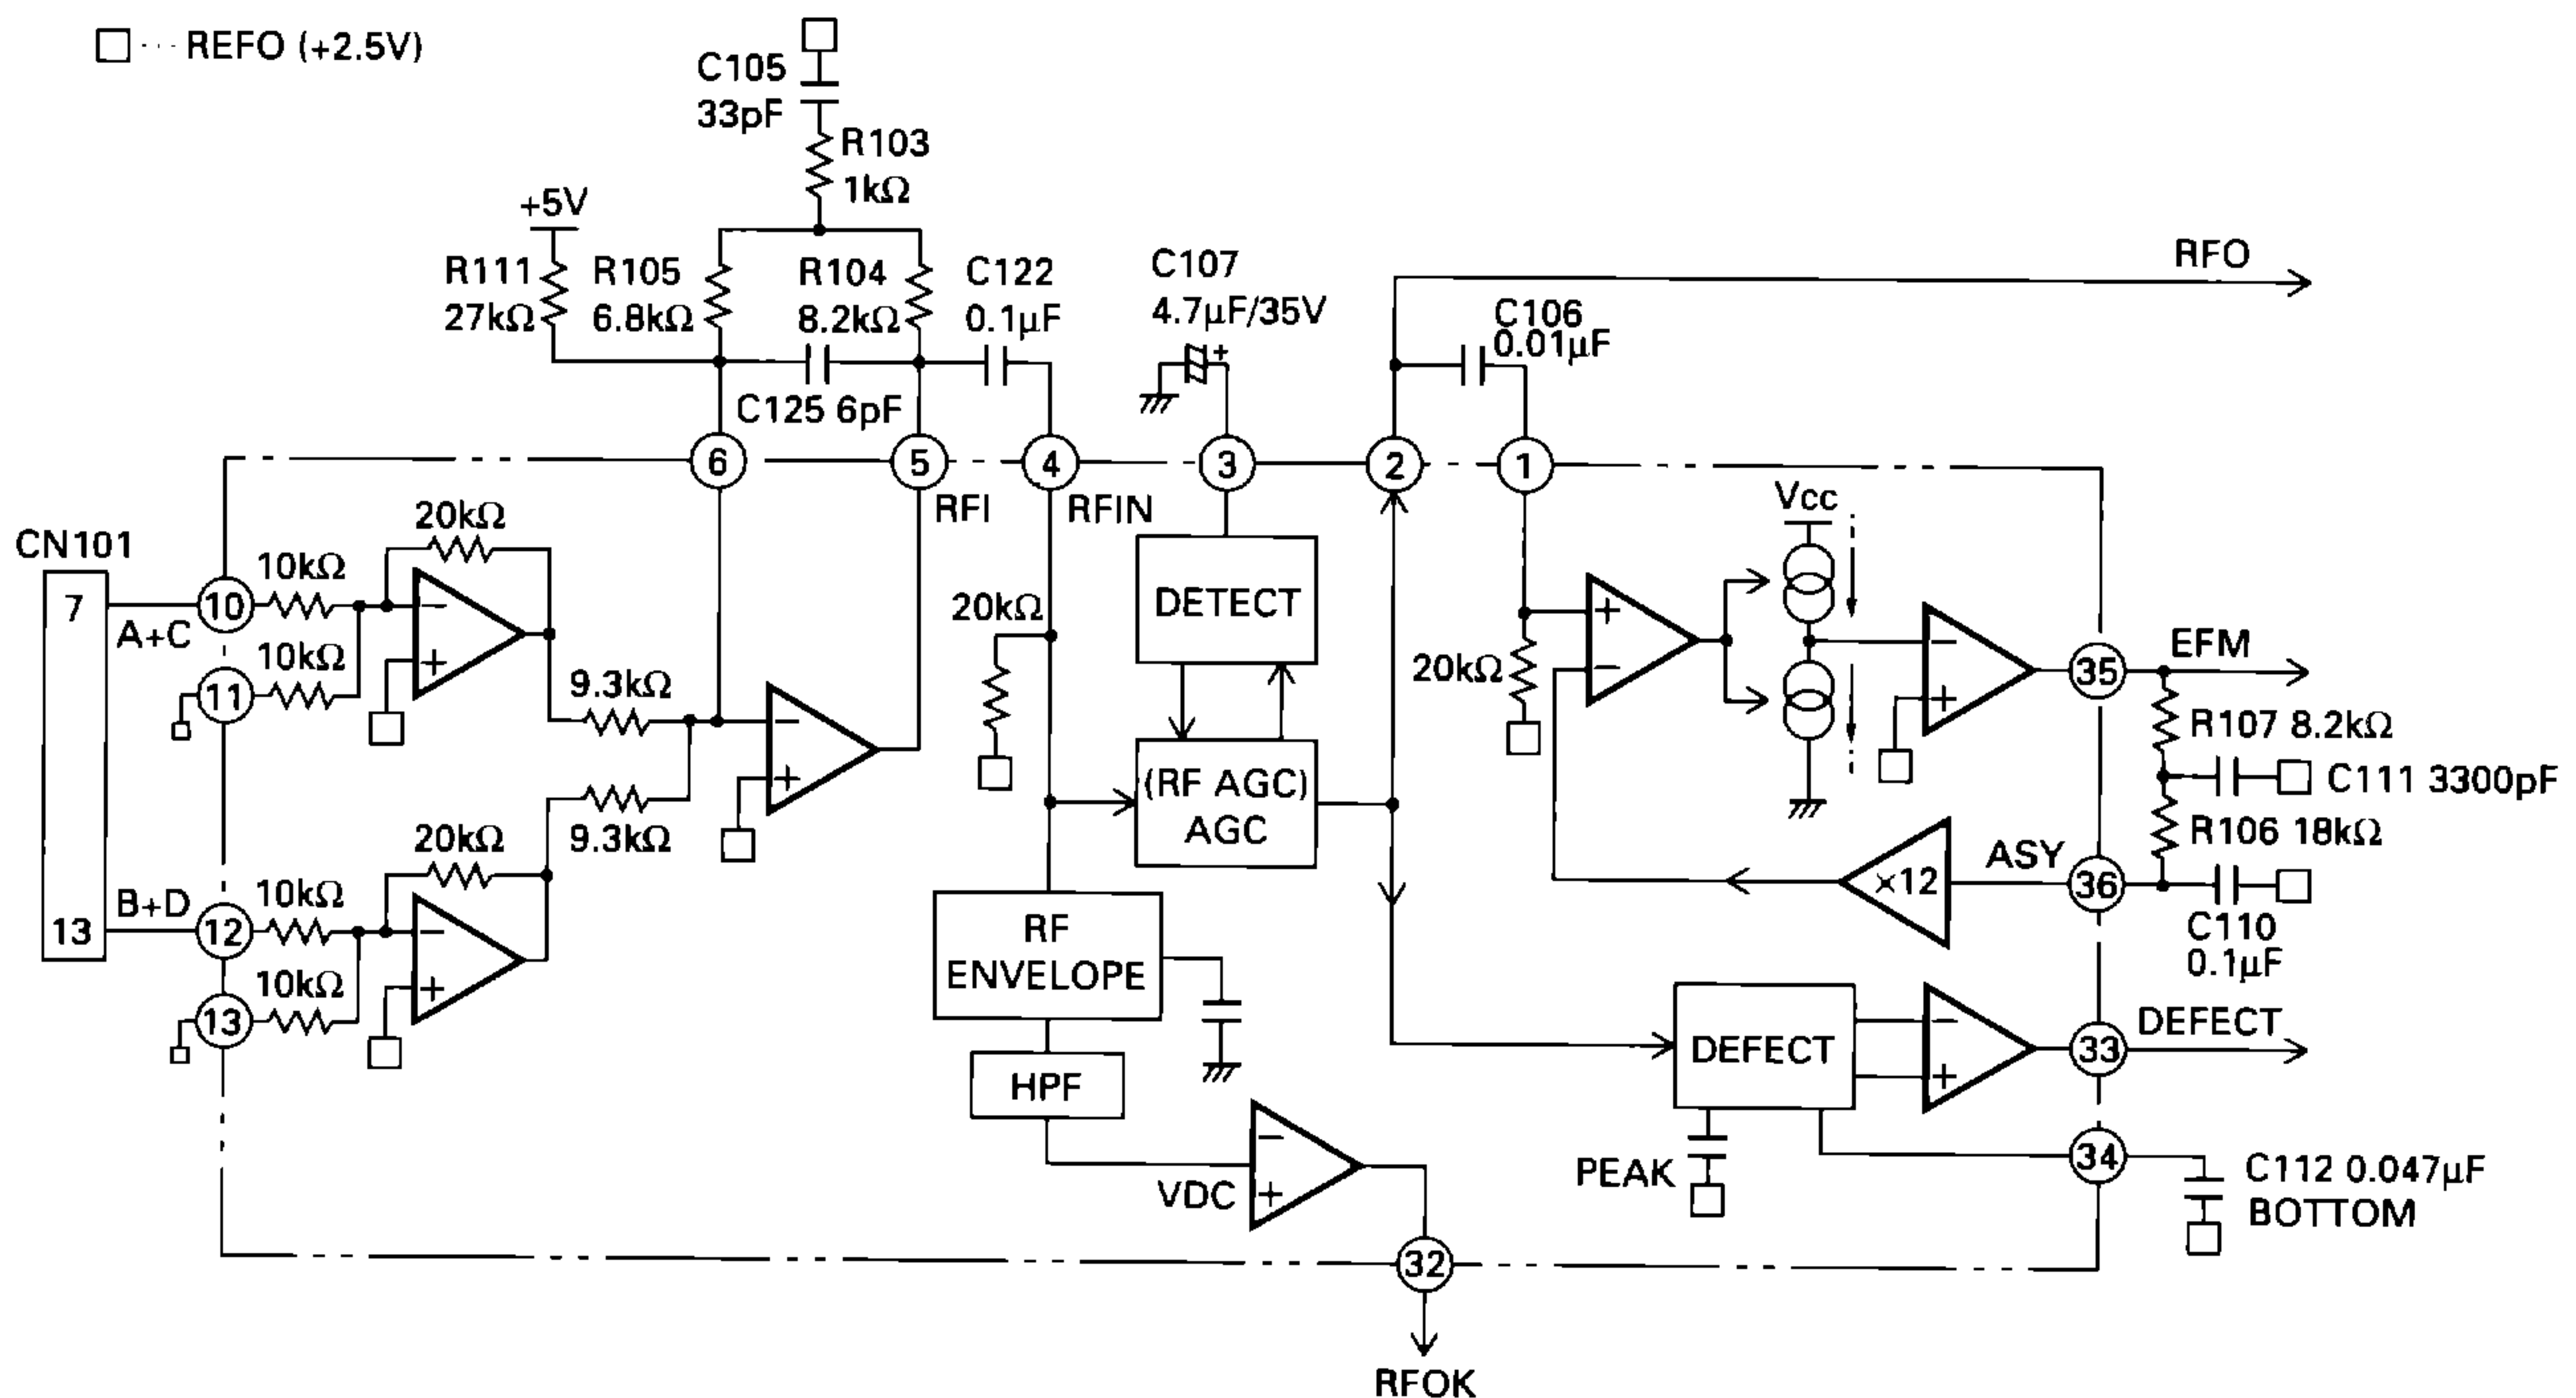 □ ··· REFO (+2.5V)
C105
33pF
R103
1kΩ
+5V
R111
27kΩ
R105
6.8kΩ
R104
8.2kΩ
C122
0.1µF
C125 6pF
C107
4.7µF/35V
+
C106
0.01µF
RFO
6
5
4
3
2
1
RFI
RFIN
CN101
7
13
A+C
B+D
10
11
12
13
10kΩ
10kΩ
20kΩ
−
+
10kΩ
10kΩ
20kΩ
−
+
9.3kΩ
9.3kΩ
−
+
20kΩ
DETECT
(RF AGC)
AGC
RF
ENVELOPE
HPF
VDC
−
+
32
RFOK
20kΩ
+
−
Vcc
−
+
35
EFM
R107 8.2kΩ
C111 3300pF
R106 18kΩ
×12
ASY
36
C110
0.1µF
DEFECT
−
+
33
DEFECT
34
PEAK
C112 0.047µF
BOTTOM